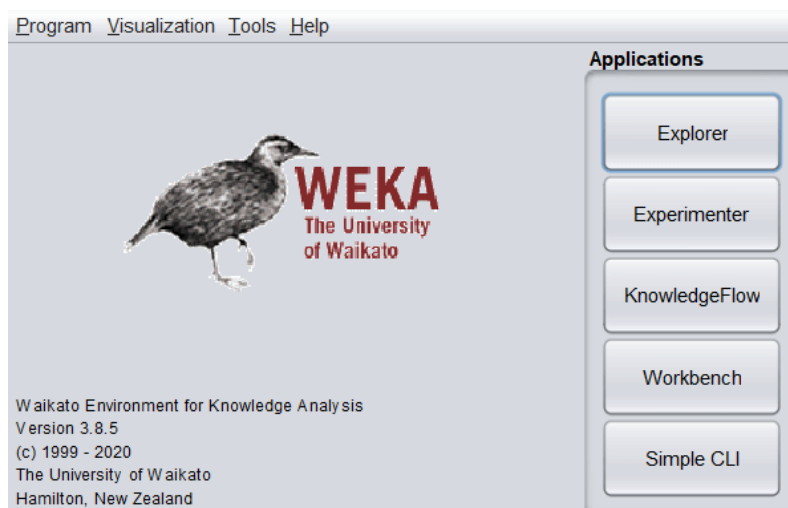 Program Visualization Tools Help
Applications
Explorer
Experimenter
KnowledgeFlow
Workbench
Simple CLI
WEKA
The University
of Waikato
Waikato Environment for Knowledge Analysis
Version 3.8.5
(c) 1999 - 2020
The University of Waikato
Hamilton, New Zealand